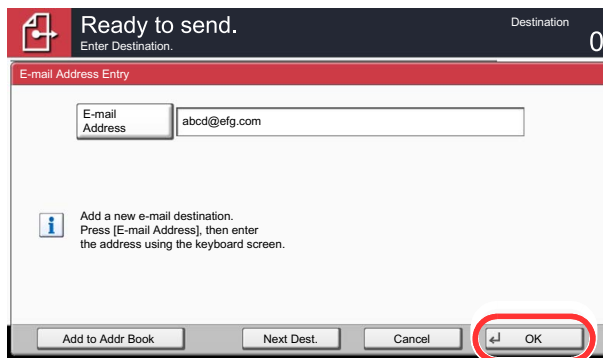 Ready to send.
Destination
Enter Destination.
0
E-mail Address Entry
E-mail
Address
abcd@efg.com
i
Add a new e-mail destination.
Press [E-mail Address], then enter
the address using the keyboard screen.
Add to Addr Book
Next Dest.
Cancel
OK